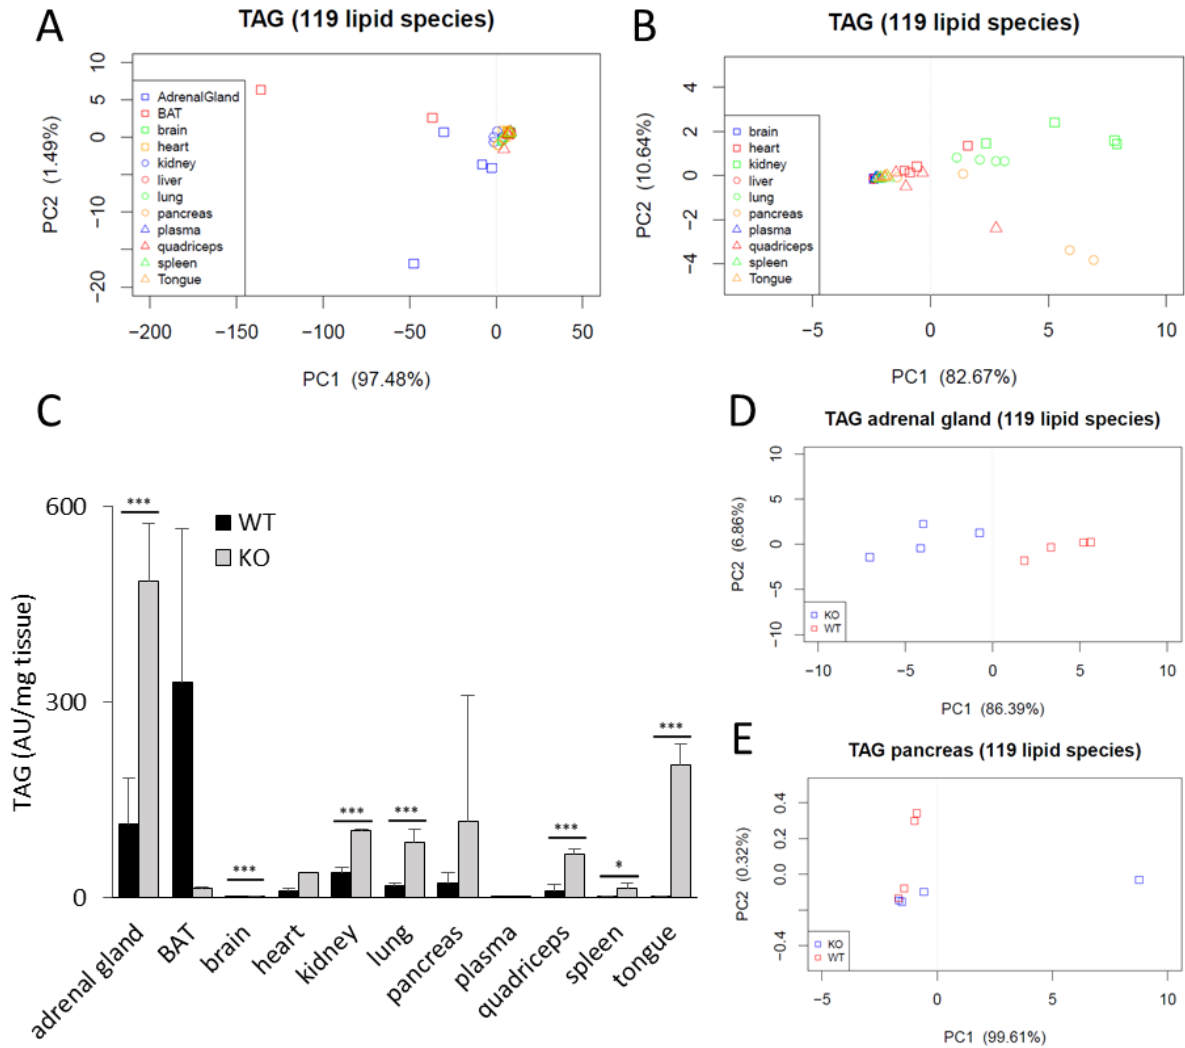 A
TAG (119 lipid species)
PC2 (1.49%)
10
5
0
−10
−20
AdrenalGland
BAT
brain
heart
kidney
liver
lung
pancreas
plasma
quadriceps
spleen
Tongue
−200
−150
−100
−50
0
50
PC1 (97.48%)
B
TAG (119 lipid species)
PC2 (10.64%)
4
2
0
−2
−4
brain
heart
kidney
liver
lung
pancreas
plasma
quadriceps
spleen
Tongue
−5
0
5
10
PC1 (82.67%)
C
TAG (AU/mg tissue)
600
300
0
WT
KO
***
***
***
***
***
*
***
adrenal gland
BAT
brain
heart
kidney
lung
pancreas
plasma
quadriceps
spleen
tongue
D
TAG adrenal gland (119 lipid species)
PC2 (6.86%)
10
5
0
−5
−10
KO
WT
−10
−5
0
5
10
PC1 (86.39%)
E
TAG pancreas (119 lipid species)
PC2 (0.32%)
0.4
0.2
0.0
−0.4
KO
WT
−5
0
5
10
PC1 (99.61%)